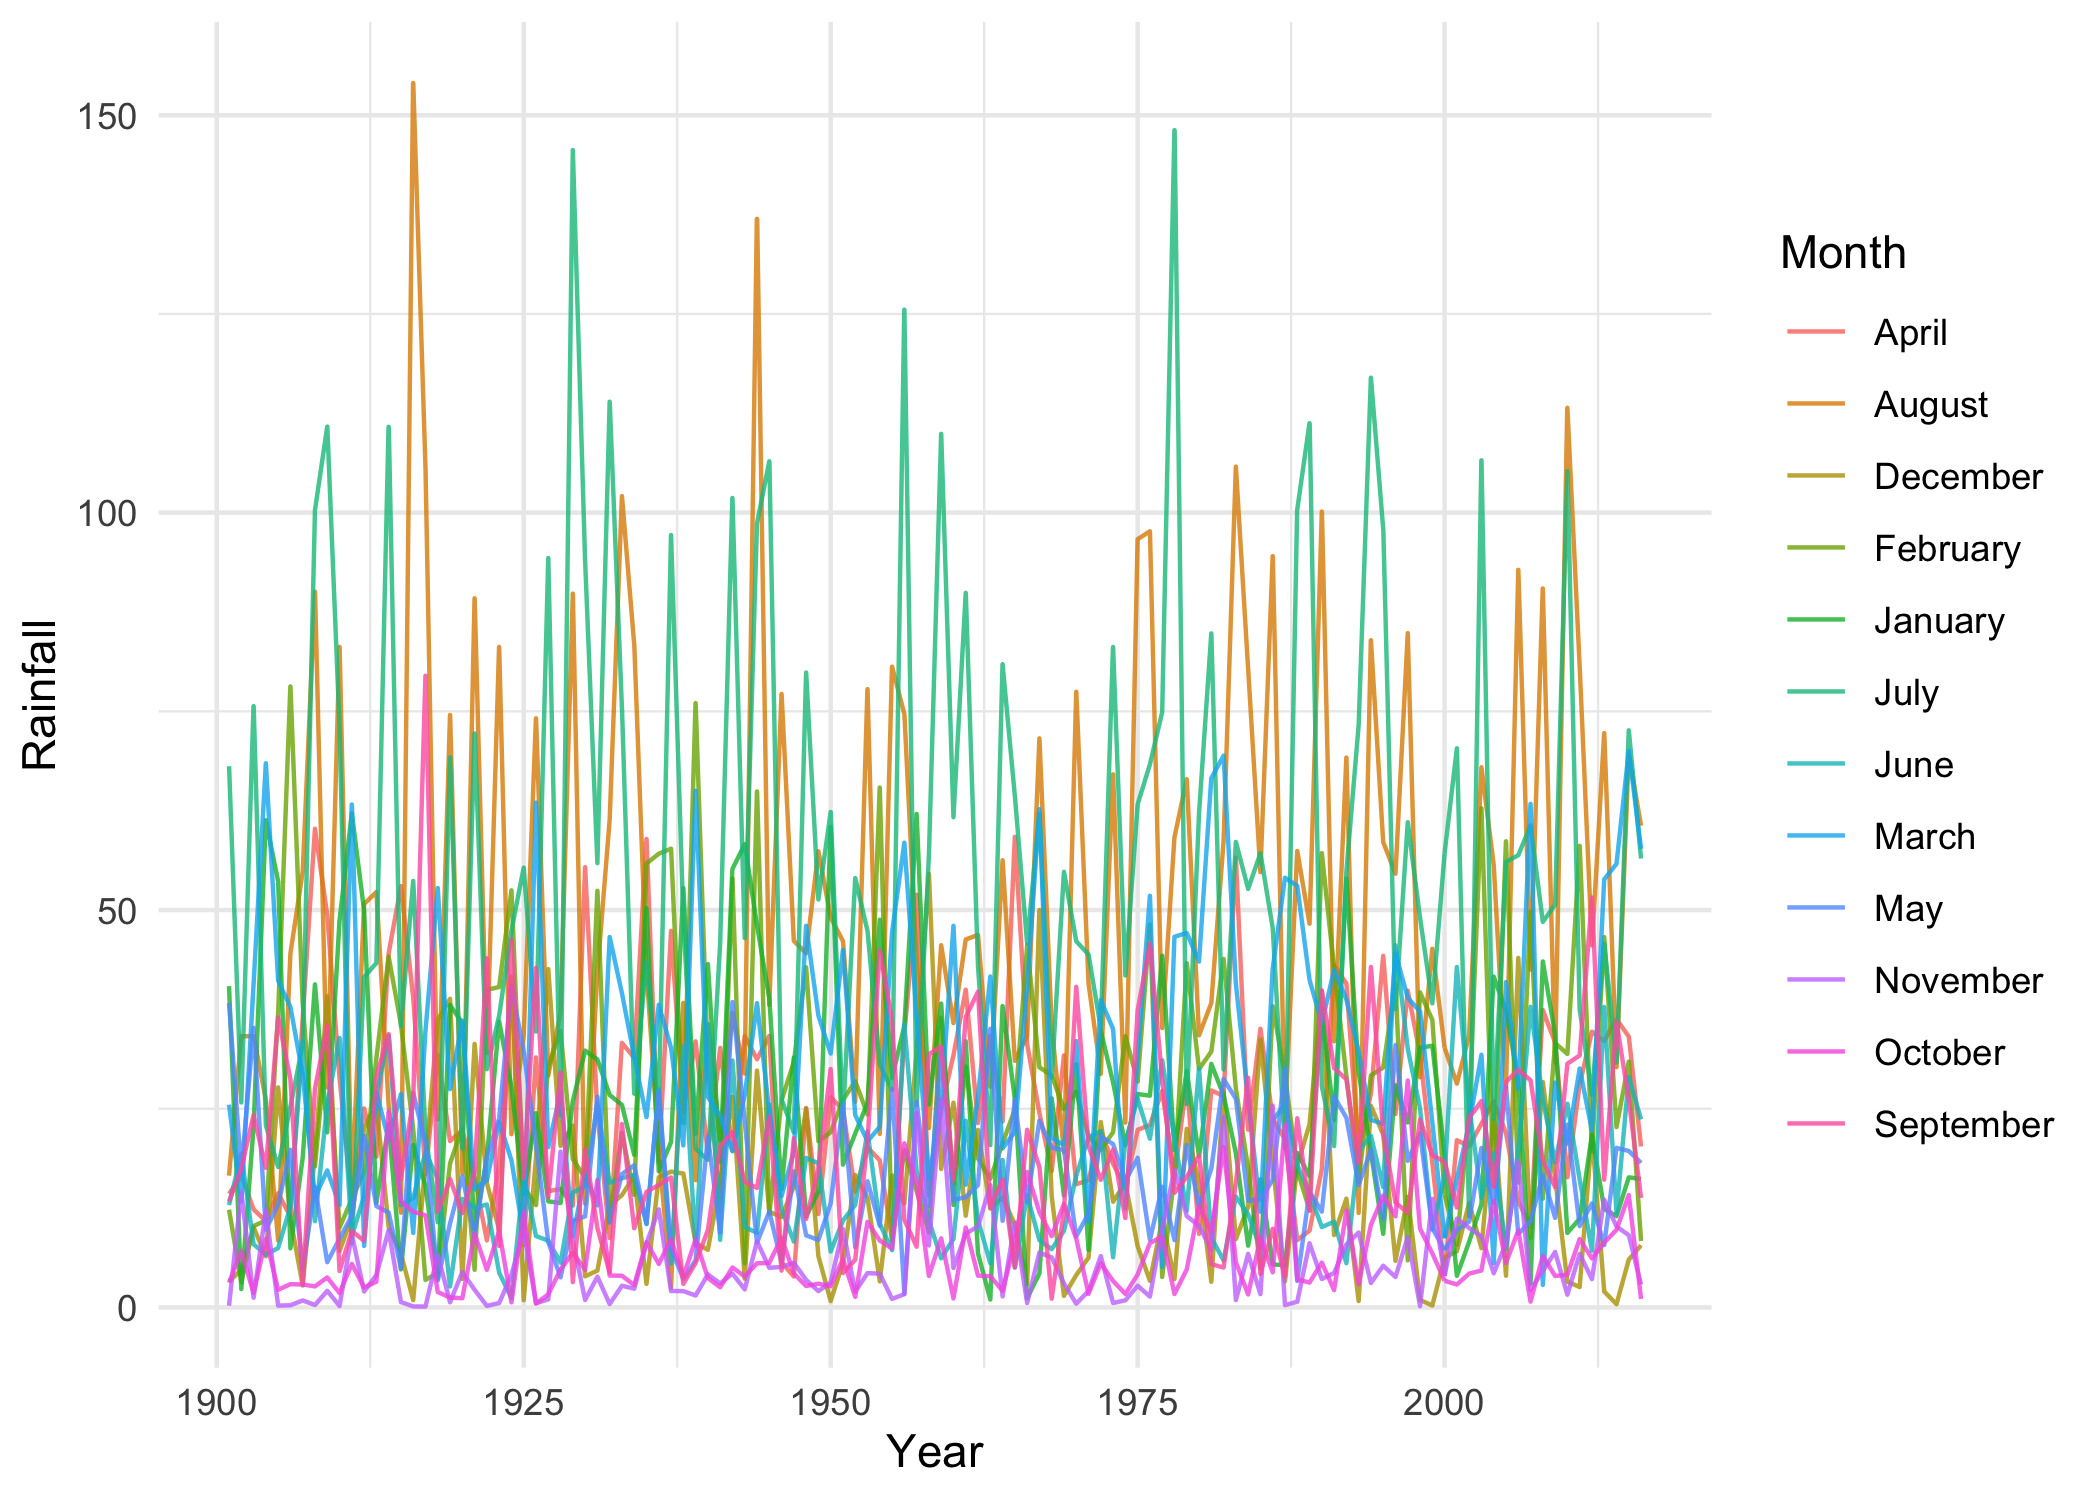 150
100
50
0
Rainfall
1900 1925 1950 1975 2000
Year
Month
April
August
December
February
January
July
June
March
May
November
October
September